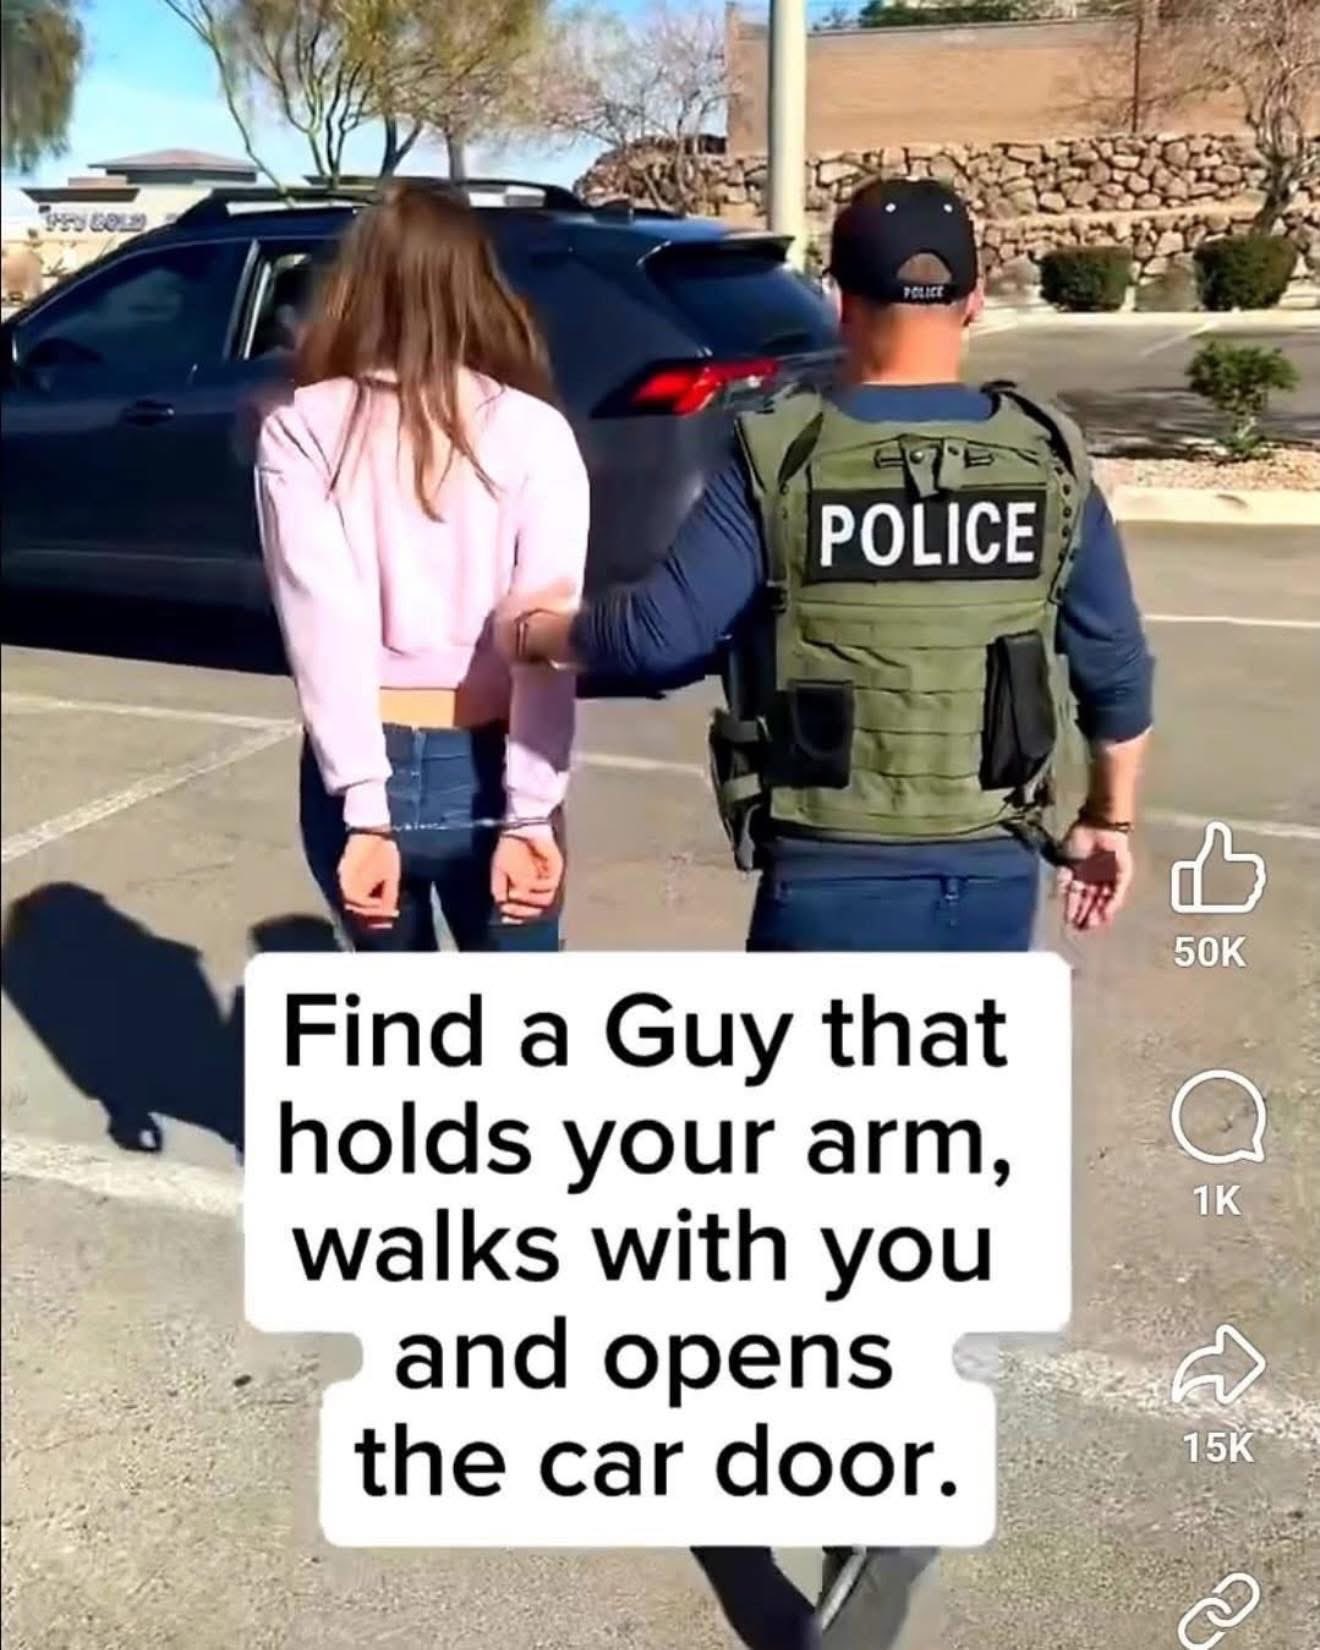 POLICE
POLICE
50K
Find a Guy that
holds your arm,
walks with you
and opens
the car door.
1K
15K